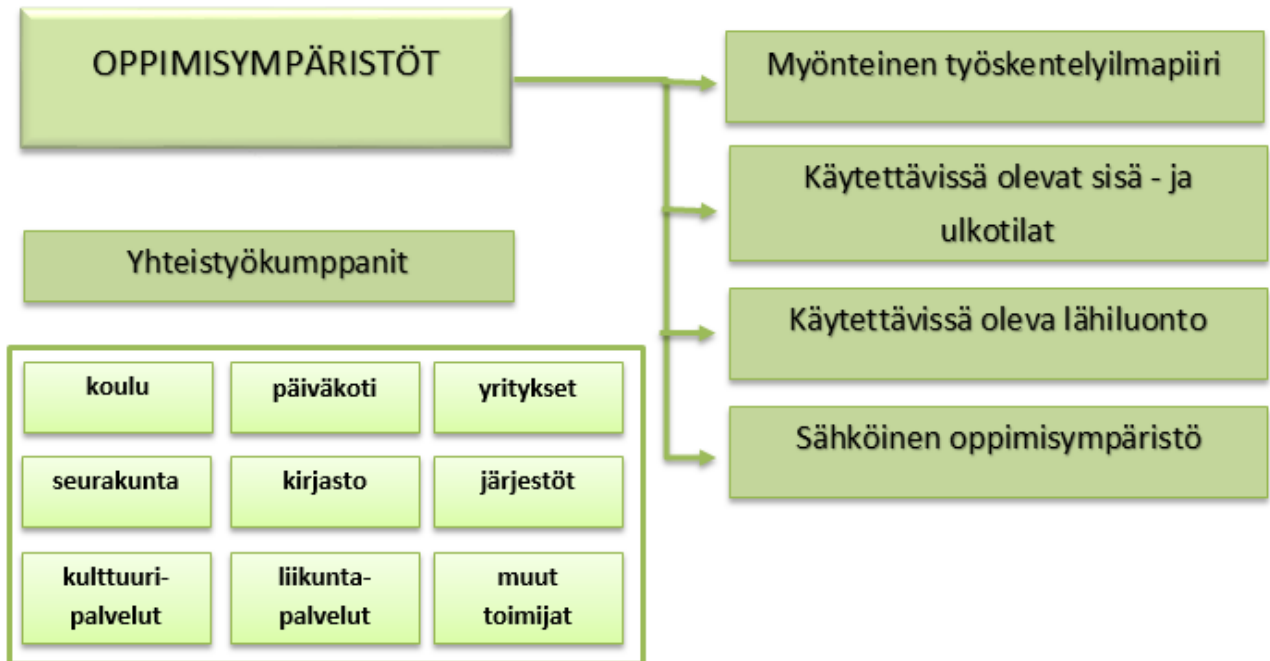 OPPIMISYMPÄRISTÖT
Myönteinen työskentelyilmapiiri
Käytettävissä olevat sisä - ja
ulkotilat
Käytettävissä oleva lähiluonto
Sähköinen oppimisympäristö
Yhteistyökumppanit
koulu
päiväkoti
yritykset
seurakunta
kirjasto
järjestöt
kulttuuri-
palvelut
liikunta-
palvelut
muut
toimijat